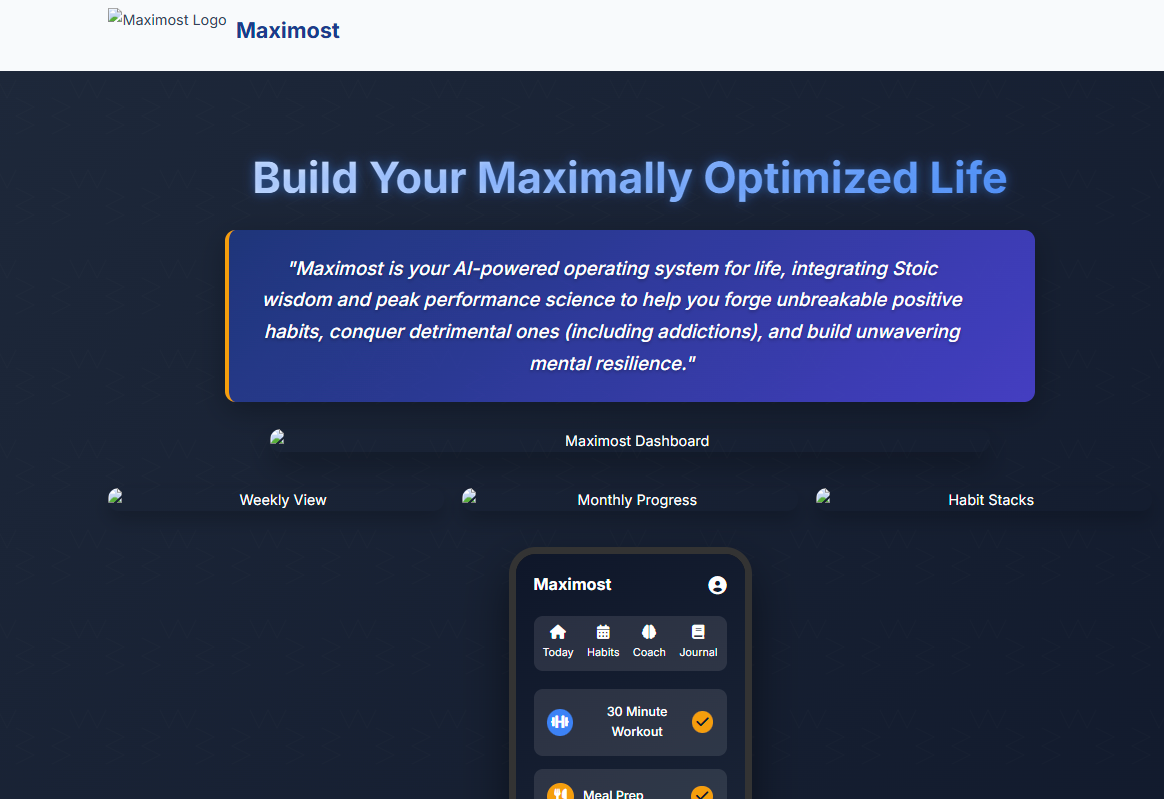 Maximost Logo
Maximost
Build Your Maximally Optimized Life
"Maximost is your AI-powered operating system for life, integrating Stoic
wisdom and peak performance science to help you forge unbreakable positive
habits, conquer detrimental ones (including addictions), and build unwavering
mental resilience."
Maximost Dashboard
Weekly View
Monthly Progress
Habit Stacks
Maximost
Today
Habits
Coach
Journal
30 Minute
Workout
Meal Prep